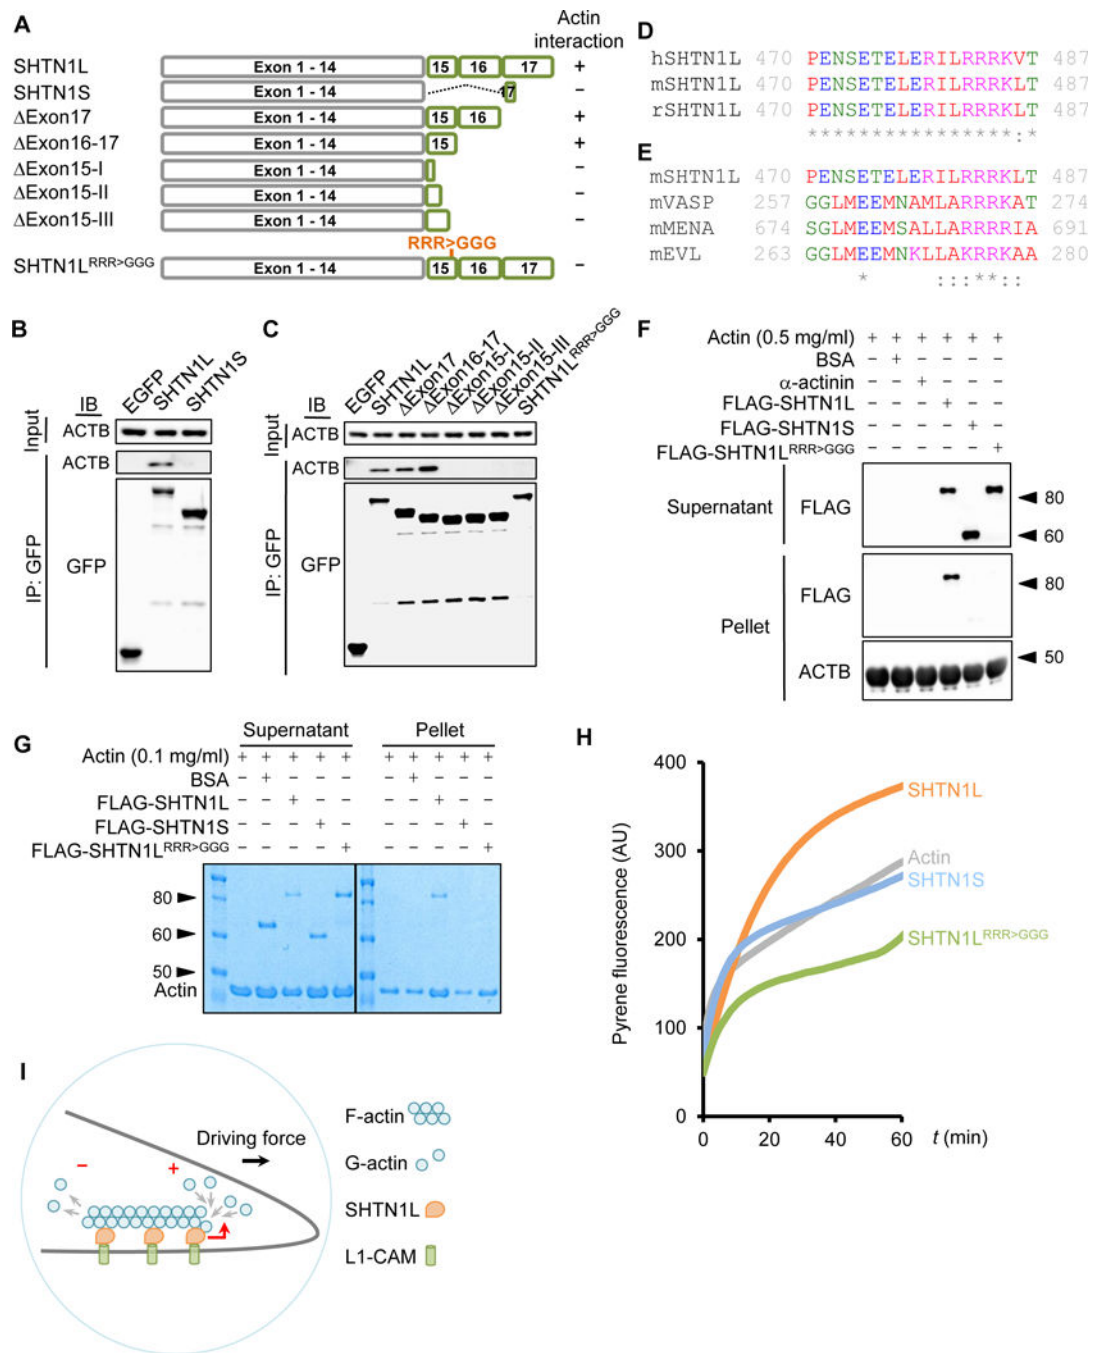 A
Actin
interaction
SHTN1L Exon 1 - 14 15 16 17 +
SHTN1S Exon 1 - 14 17 −
ΔExon17 Exon 1 - 14 15 16 +
ΔExon16-17 Exon 1 - 14 15 +
ΔExon15-I Exon 1 - 14 −
ΔExon15-II Exon 1 - 14 −
ΔExon15-III Exon 1 - 14 −
RRR>GGG
SHTN1L^RRR>GGG Exon 1 - 14 15 16 17 −
D
hSHTN1L 470 PENSETELERILRRRKVT 487
mSHTN1L 470 PENSETELERILRRRKLT 487
rSHTN1L 470 PENSETELERILRRRKLT 487
****************:*
E
mSHTN1L 470 PENSETELERILRRRKLT 487
mVASP 257 GGLMEEMNAMLARRRKAT 274
mMENA 674 SGLMEEMSALLARRRRIA 691
mEVL 263 GGLMEEMNKLLAKRRKAA 280
* :::**::
B
IB EGFP SHTN1L SHTN1S
Input ACTB
IP: GFP ACTB
GFP
C
IB EGFP SHTN1L ΔExon17 ΔExon16-17 ΔExon15-I ΔExon15-II ΔExon15-III SHTN1L^RRR>GGG
Input ACTB
IP: GFP ACTB
GFP
F
Actin (0.5 mg/ml) + + + + + +
BSA − + − − − −
α-actinin − − + − − −
FLAG-SHTN1L − − − + − −
FLAG-SHTN1S − − − − + −
FLAG-SHTN1L^RRR>GGG − − − − − +
Supernatant FLAG 80
60
Pellet FLAG 80
ACTB 50
G
Supernatant Pellet
Actin (0.1 mg/ml) + + + + + + + + + +
BSA − + − − − − + − − −
FLAG-SHTN1L − − + − − − − + − −
FLAG-SHTN1S − − − + − − − − + −
FLAG-SHTN1L^RRR>GGG − − − − + − − − − +
80
60
50
Actin
H
Pyrene fluorescence (AU)
400
300
200
100
0
0 20 40 60 t (min)
SHTN1L
Actin
SHTN1S
SHTN1L^RRR>GGG
I
Driving force
− +
F-actin
G-actin
SHTN1L
L1-CAM